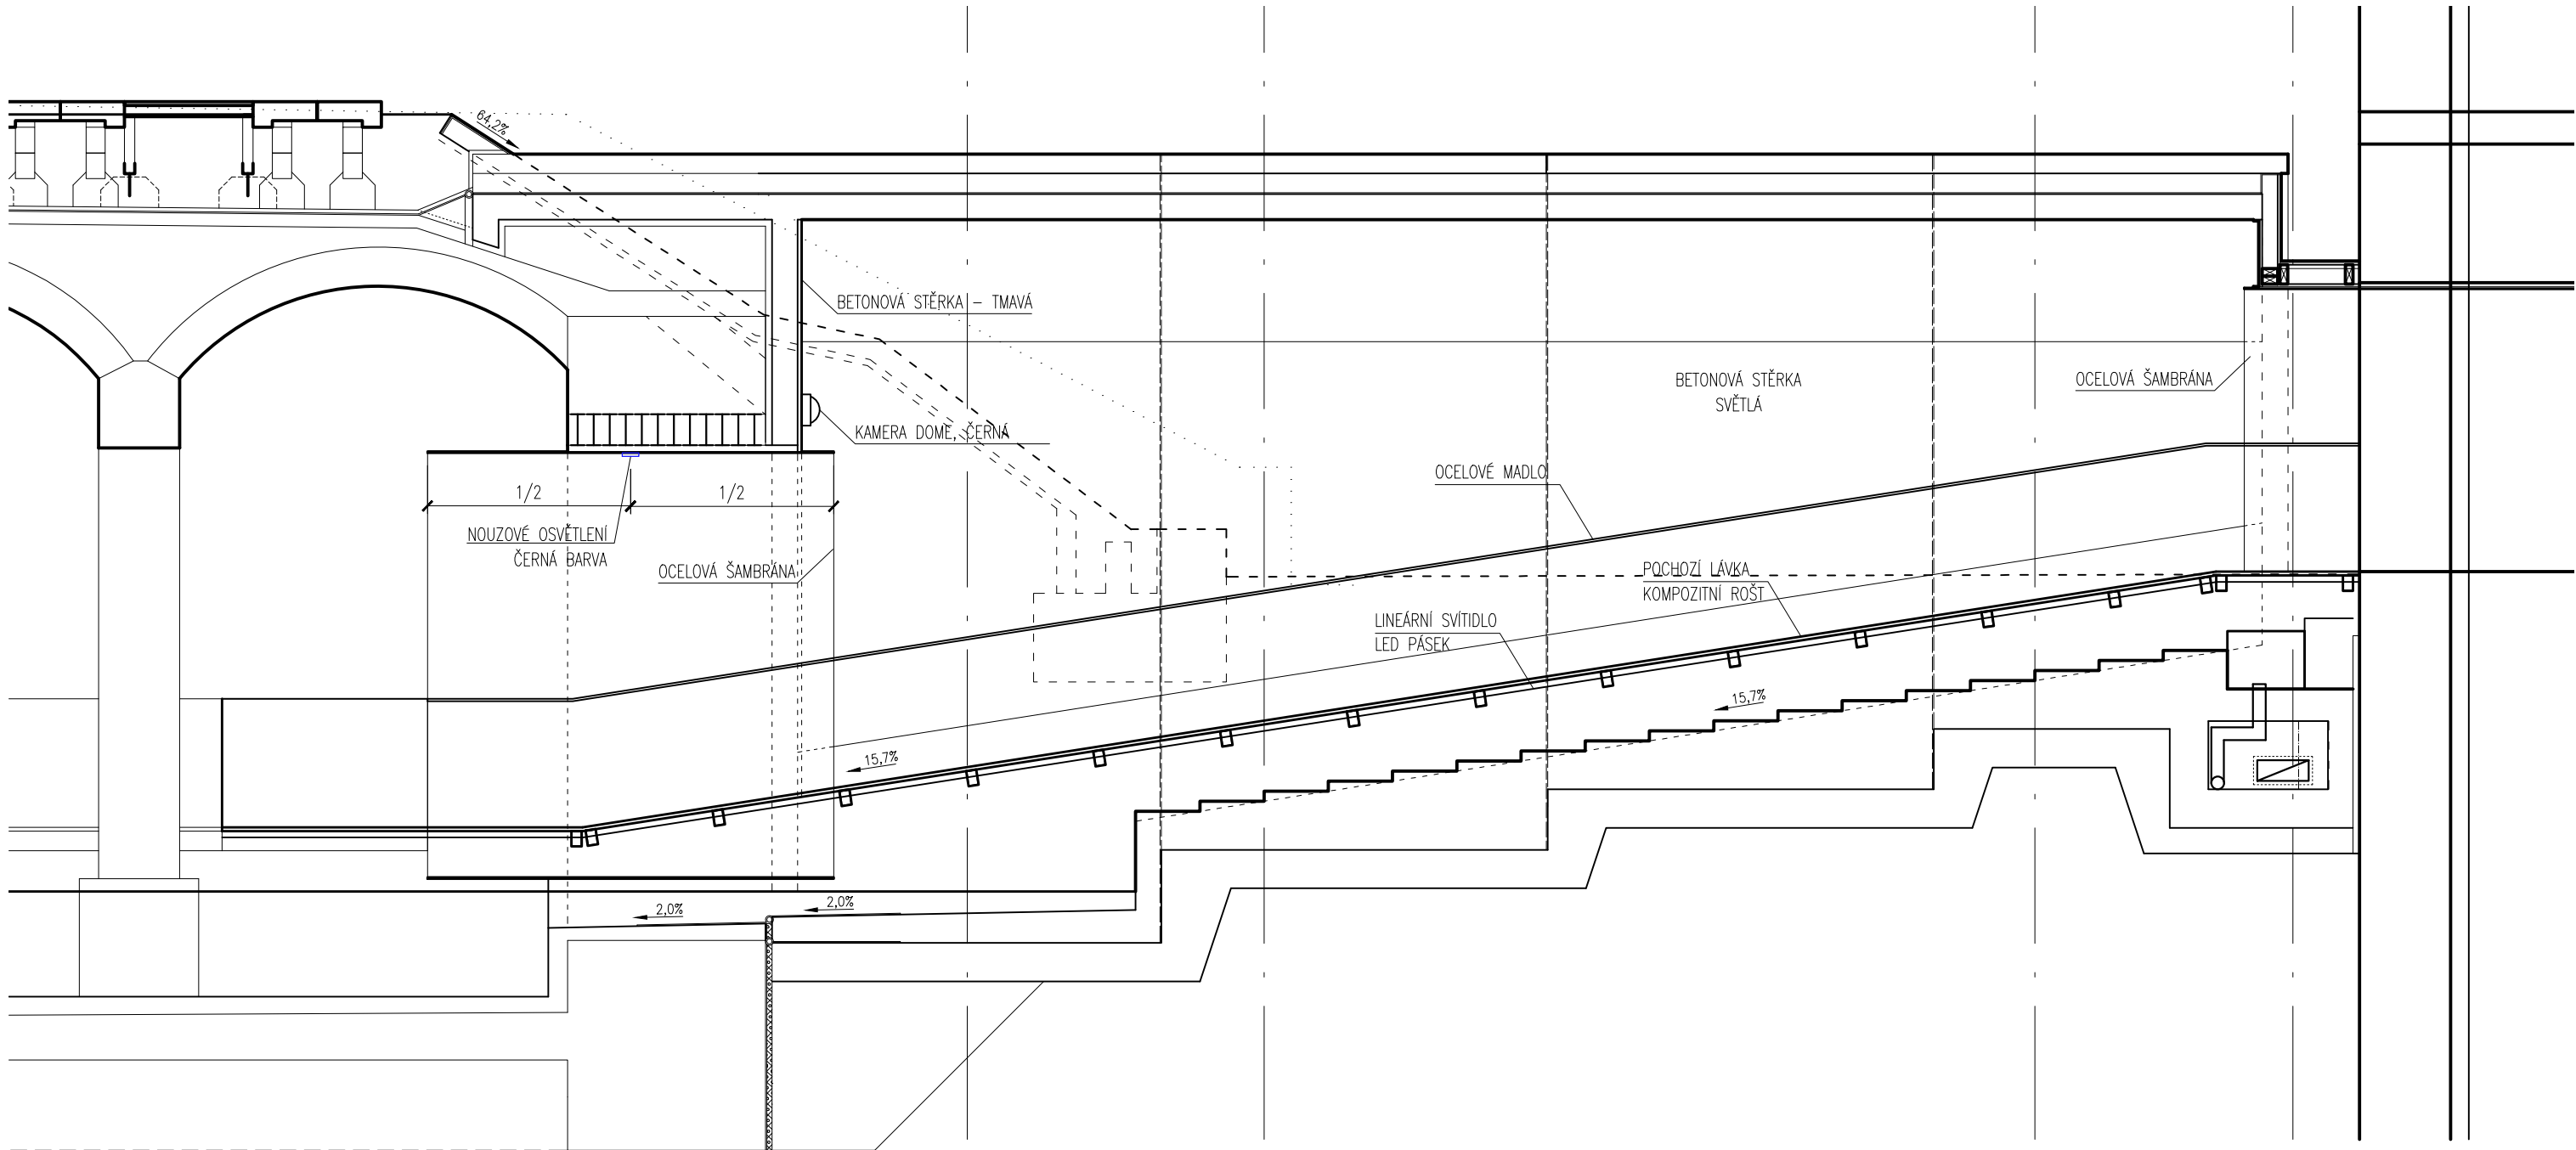 64,2%
BETONOVÁ STĚRKA – TMAVÁ
BETONOVÁ STĚRKA
SVĚTLÁ
OCELOVÁ ŠAMBRÁNA
KAMERA DOME, ČERNÁ
OCELOVÉ MADLO
1/2
1/2
NOUZOVÉ OSVĚTLENÍ
ČERNÁ BARVA
OCELOVÁ ŠAMBRÁNA
POCHOZÍ LÁVKA
KOMPOZITNÍ ROŠT
LINEÁRNÍ SVÍTIDLO
LED PÁSEK
15,7%
15,7%
2,0%
2,0%